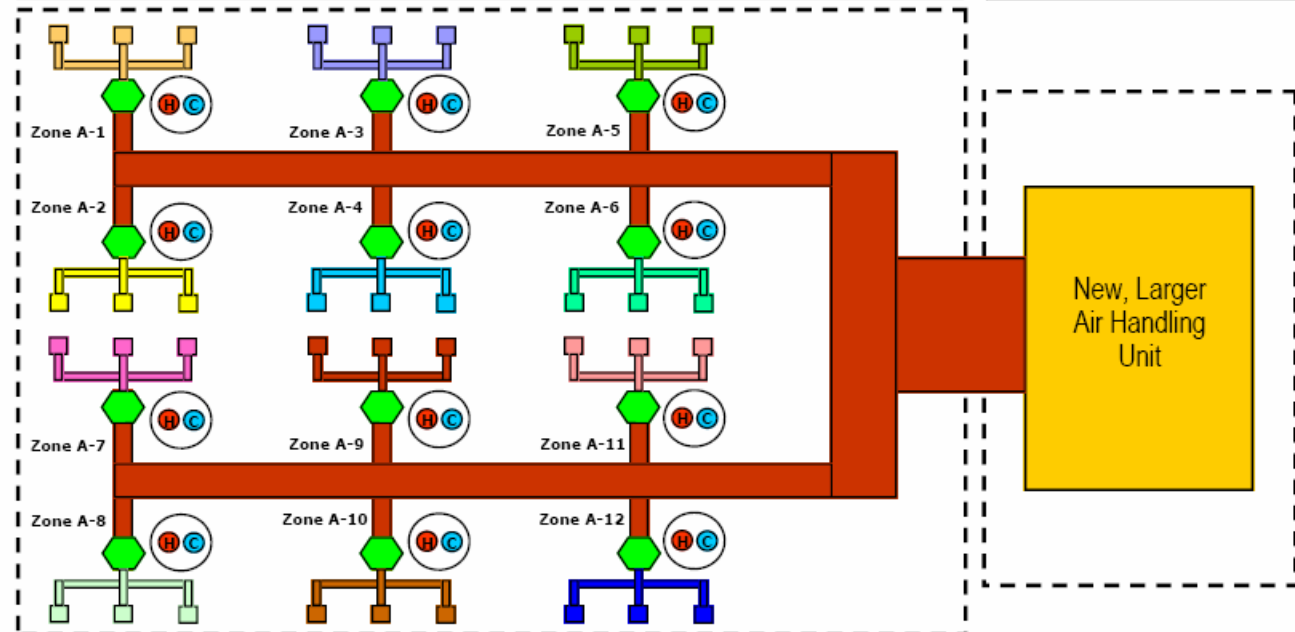 H C
H C
H C
Zone A-1
Zone A-3
Zone A-5
Zone A-2
Zone A-4
Zone A-6
H C
H C
H C
New, Larger
Air Handling
Unit
H C
H C
H C
Zone A-7
Zone A-9
Zone A-11
Zone A-8
Zone A-10
Zone A-12
H C
H C
H C